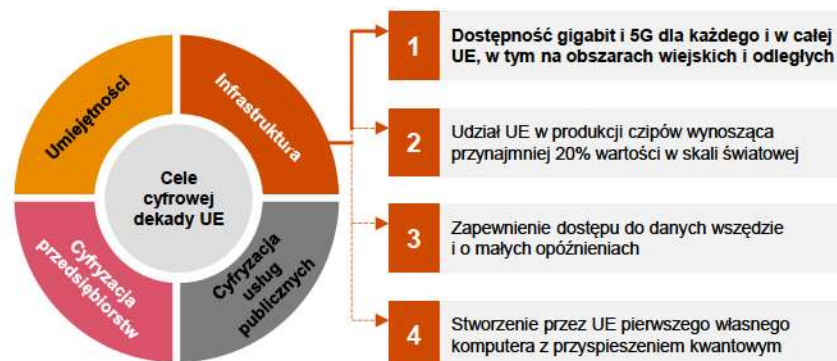 Umiejętności
Infrastruktura
Cele
cyfrowej
dekady UE
Cyfryzacja
przedsiębiorstw
Cyfryzacja
usług
publicznych
1
Dostępność gigabit i 5G dla każdego i w całej
UE, w tym na obszarach wiejskich i odległych
2
Udział UE w produkcji czipów wynosząca
przynajmniej 20% wartości w skali światowej
3
Zapewnienie dostępu do danych wszędzie
i o małych opóźnieniach
4
Stworzenie przez UE pierwszego własnego
komputera z przyspieszeniem kwantowym